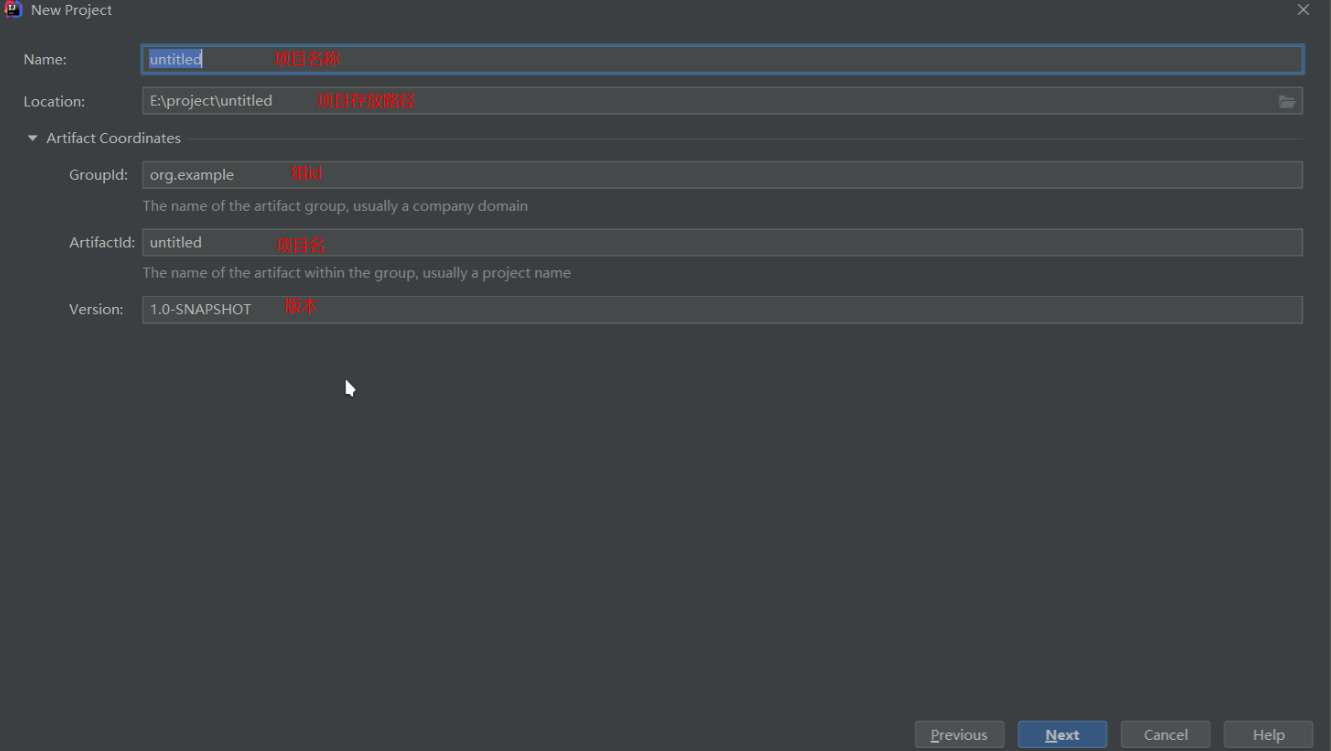 New Project
Name: untitled 项目名称
Location: E:\project\untitled 项目存放路径
Artifact Coordinates
GroupId: org.example 组id
The name of the artifact group, usually a company domain
ArtifactId: untitled 项目名
The name of the artifact within the group, usually a project name
Version: 1.0-SNAPSHOT 版本
Previous Next Cancel Help